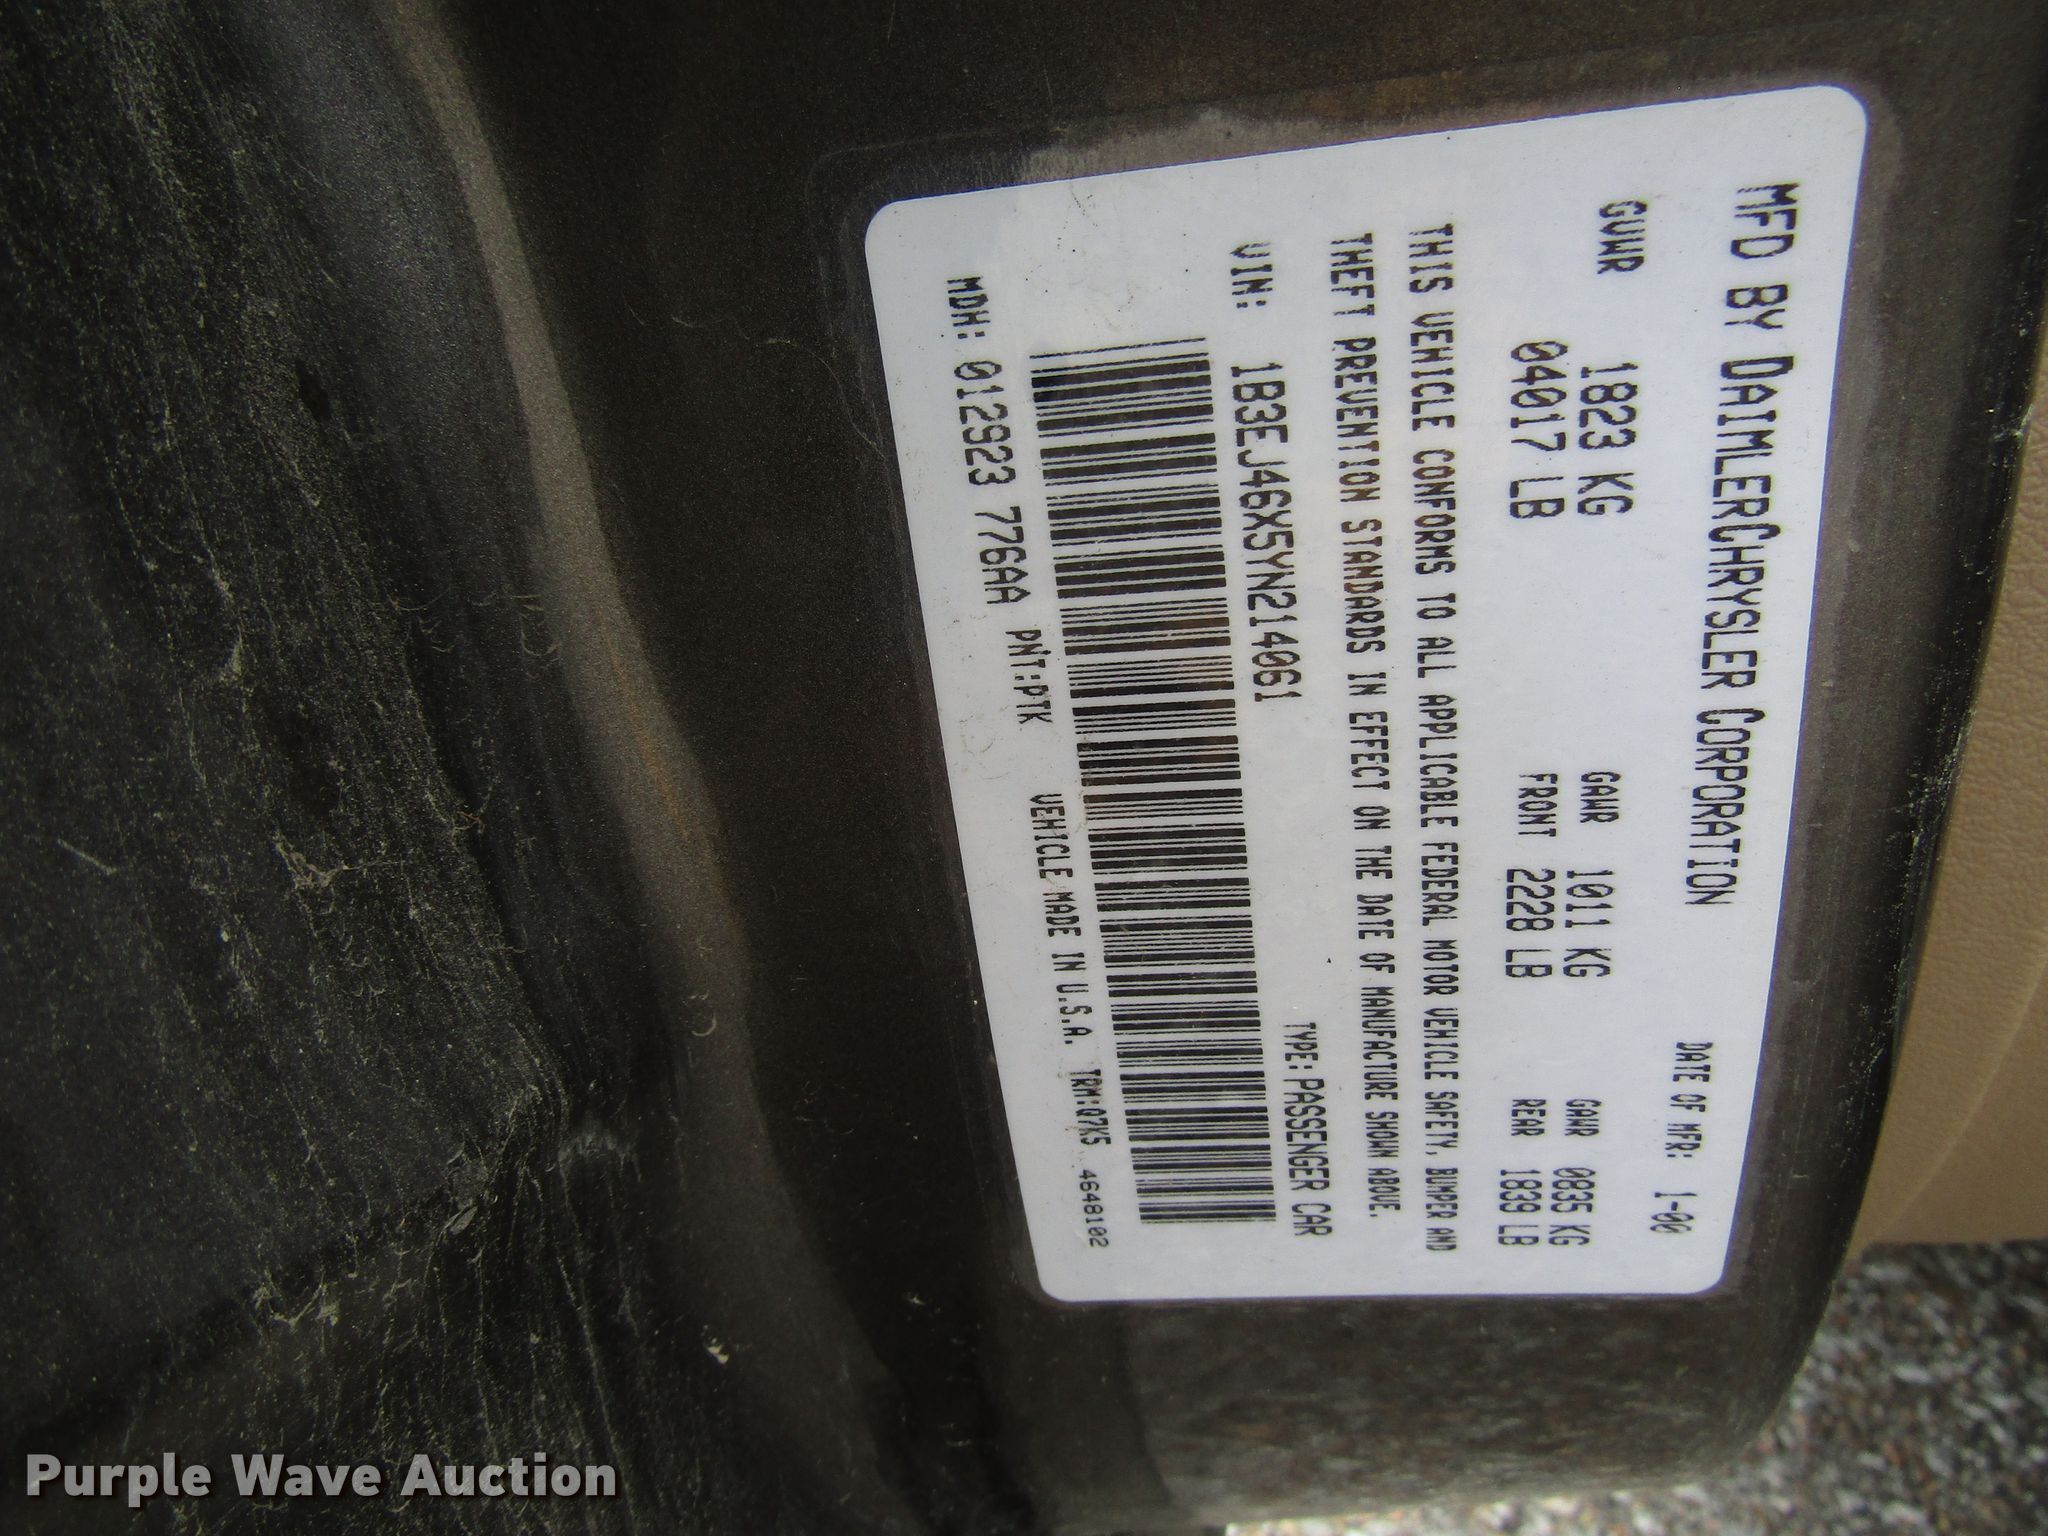 MFD BY DAIMLERCHRYSLER CORPORATION
DATE OF MFR: 1-00
GVWR 1823 KG GAWR 1011 KG GAWR 0835 KG
04017 LB FRONT 2228 LB REAR 1839 LB
THIS VEHICLE CONFORMS TO ALL APPLICABLE FEDERAL MOTOR VEHICLE SAFETY, BUMPER AND
THEFT PREVENTION STANDARDS IN EFFECT ON THE DATE OF MANUFACTURE SHOWN ABOVE.
VIN: 1B3EJ46X5YN214061 TYPE: PASSENGER CAR
MDH: 012923 776AA PNT:PTK VEHICLE MADE IN U.S.A. TRM:Q7K5 4648102
Purple Wave Auction